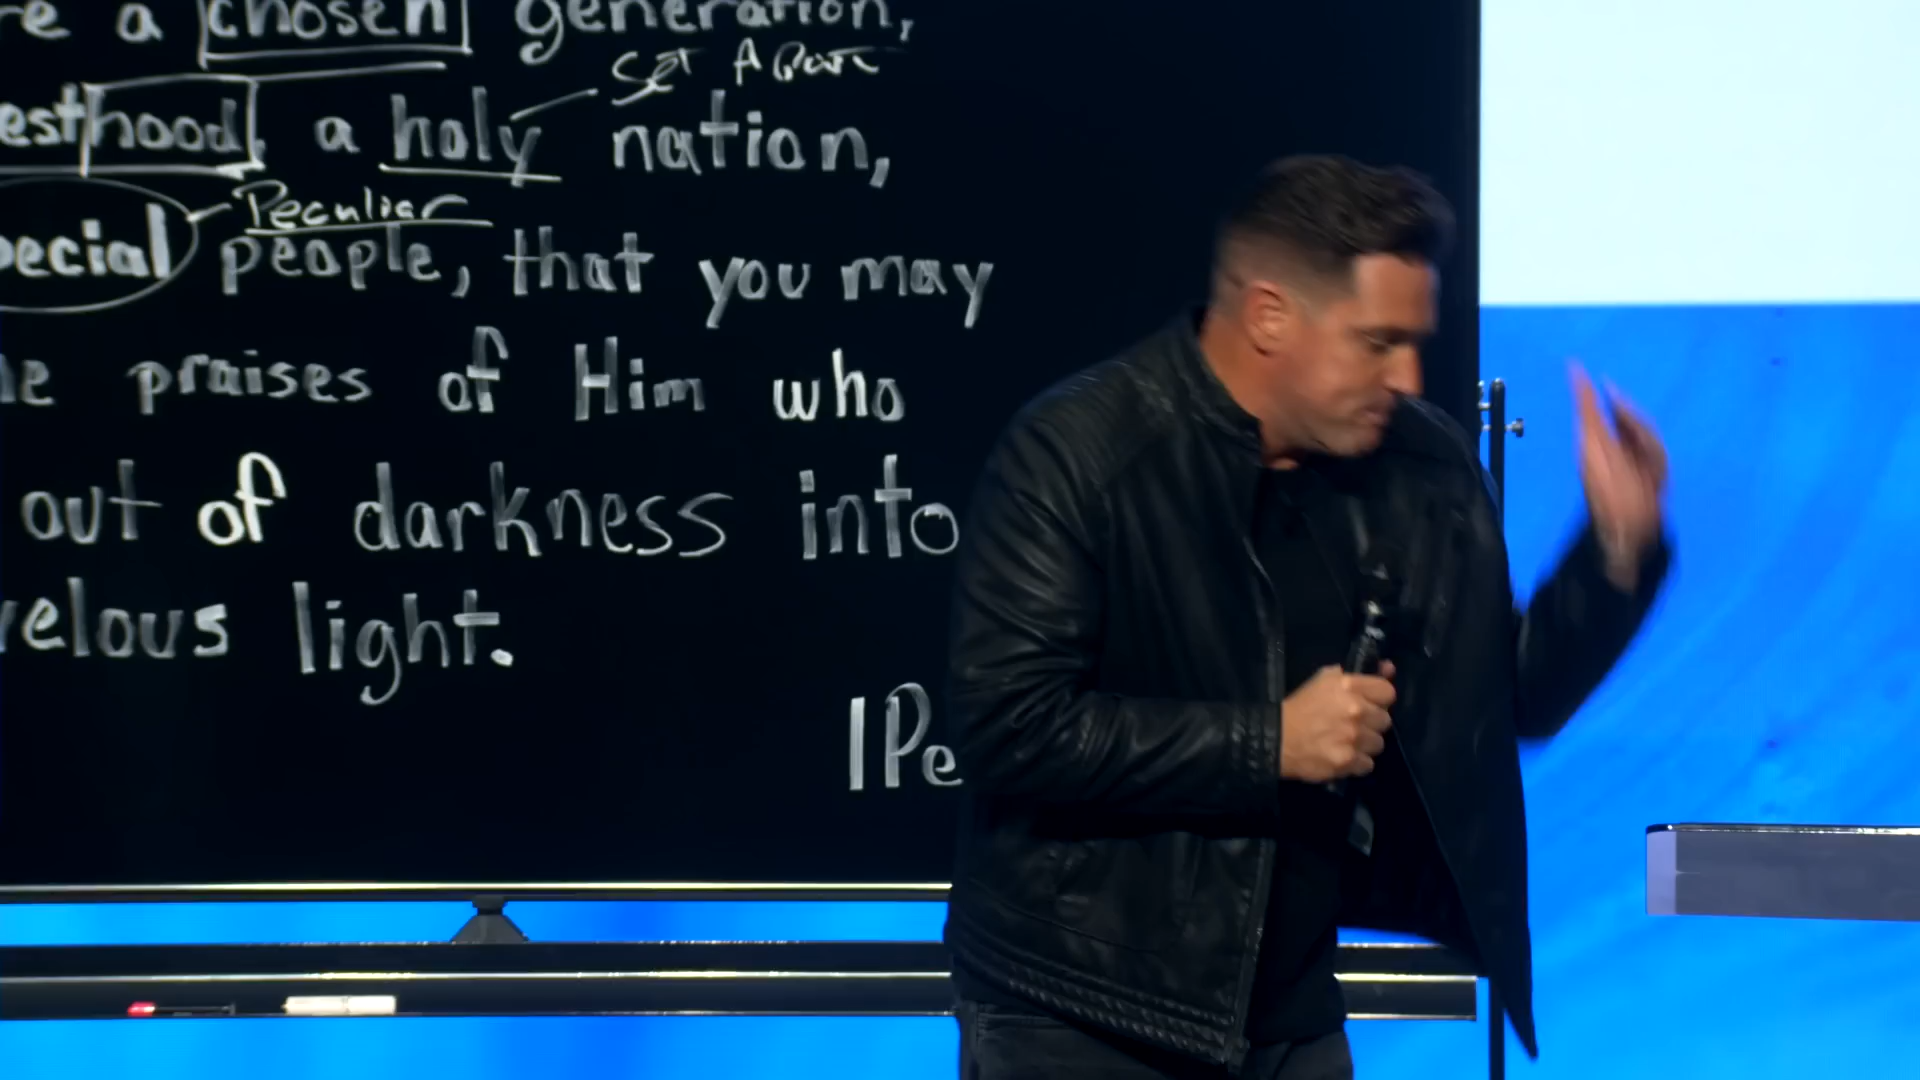 re a chosen generation,
set Apart
esthood, a holy nation,
Peculiar
pecial people, that you may
he praises of Him who
out of darkness into
velous light.
1Pe